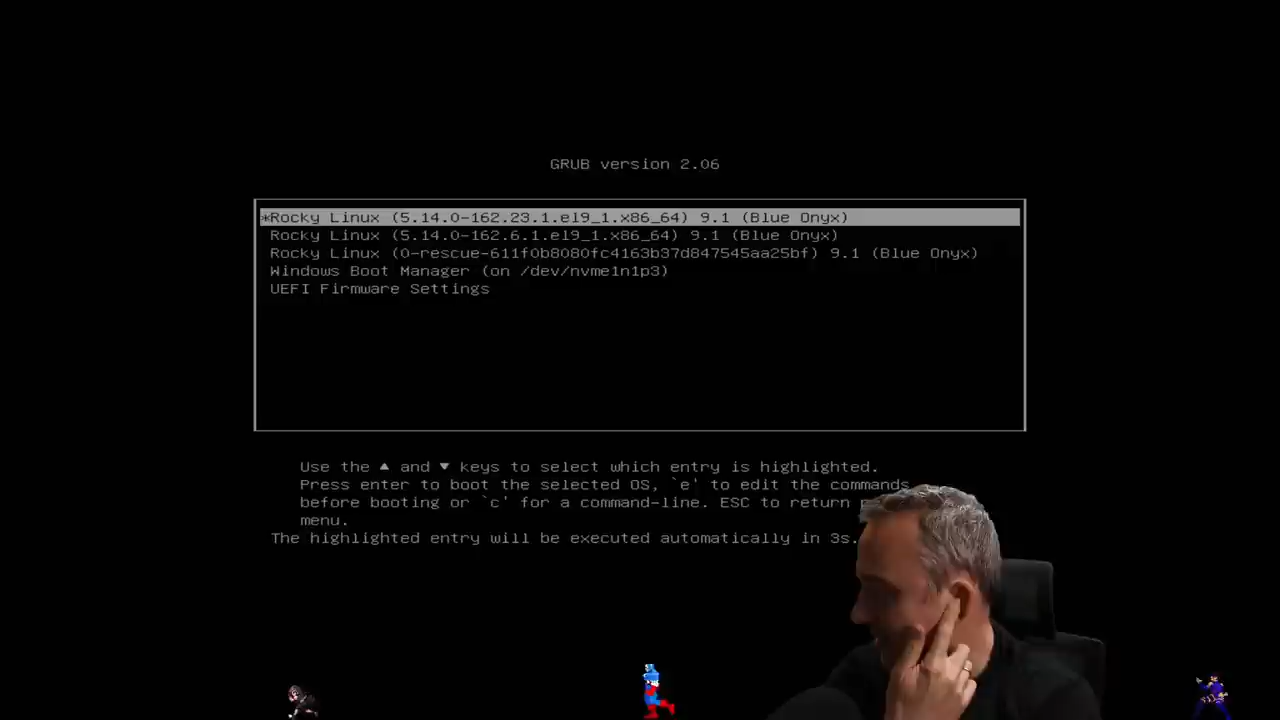 GRUB version 2.06
*Rocky Linux (5.14.0-162.23.1.el9_1.x86_64) 9.1 (Blue Onyx)
Rocky Linux (5.14.0-162.6.1.el9_1.x86_64) 9.1 (Blue Onyx)
Rocky Linux (0-rescue-611f0b8080fc4163b37d847545aa25bf) 9.1 (Blue Onyx)
Windows Boot Manager (on /dev/nvme1n1p3)
UEFI Firmware Settings
Use the ▲ and ▼ keys to select which entry is highlighted.
Press enter to boot the selected OS, `e' to edit the commands
before booting or `c' for a command-line. ESC to return
menu.
The highlighted entry will be executed automatically in 3s.